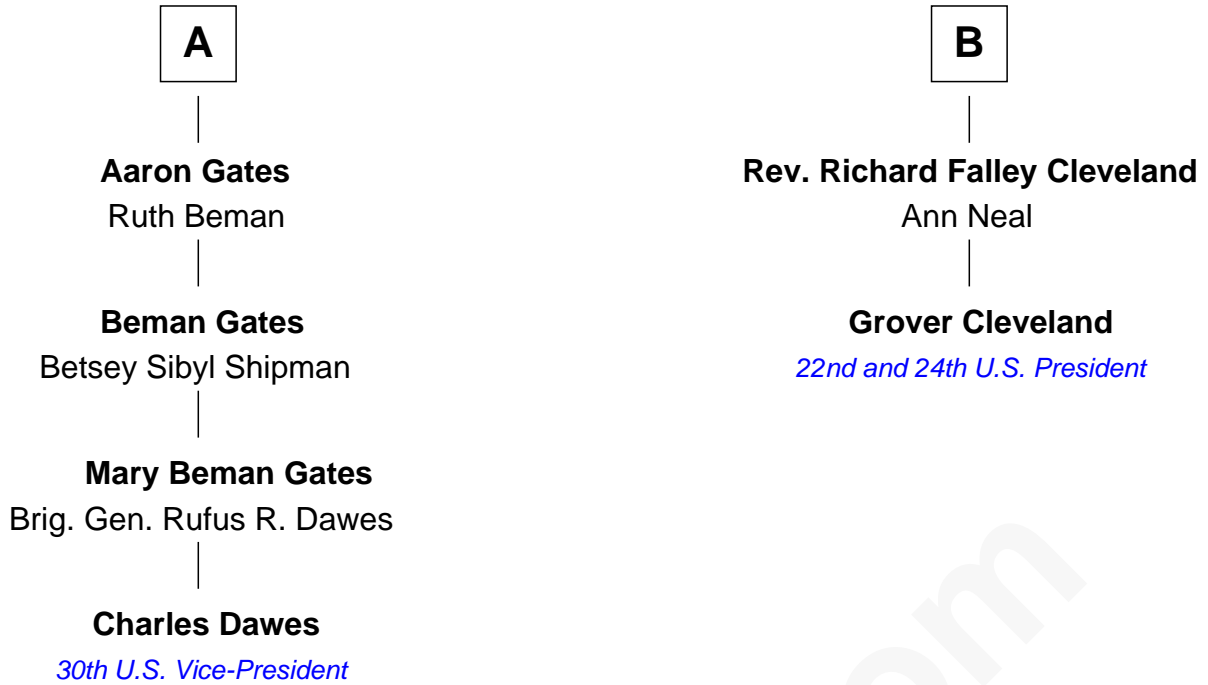 A
Aaron Gates
Ruth Beman
Beman Gates
Betsey Sibyl Shipman
Mary Beman Gates
Brig. Gen. Rufus R. Dawes
Charles Dawes
30th U.S. Vice-President
B
Rev. Richard Falley Cleveland
Ann Neal
Grover Cleveland
22nd and 24th U.S. President
om